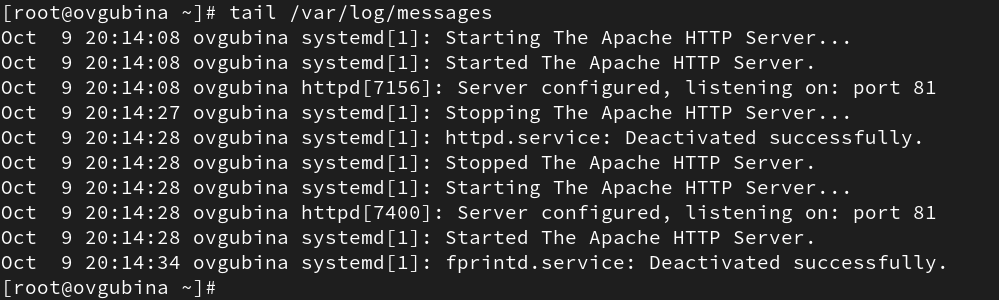 [root@ovgubina ~]# tail /var/log/messages
Oct  9 20:14:08 ovgubina systemd[1]: Starting The Apache HTTP Server...
Oct  9 20:14:08 ovgubina systemd[1]: Started The Apache HTTP Server.
Oct  9 20:14:08 ovgubina httpd[7156]: Server configured, listening on: port 81
Oct  9 20:14:27 ovgubina systemd[1]: Stopping The Apache HTTP Server...
Oct  9 20:14:28 ovgubina systemd[1]: httpd.service: Deactivated successfully.
Oct  9 20:14:28 ovgubina systemd[1]: Stopped The Apache HTTP Server.
Oct  9 20:14:28 ovgubina systemd[1]: Starting The Apache HTTP Server...
Oct  9 20:14:28 ovgubina httpd[7400]: Server configured, listening on: port 81
Oct  9 20:14:28 ovgubina systemd[1]: Started The Apache HTTP Server.
Oct  9 20:14:34 ovgubina systemd[1]: fprintd.service: Deactivated successfully.
[root@ovgubina ~]#